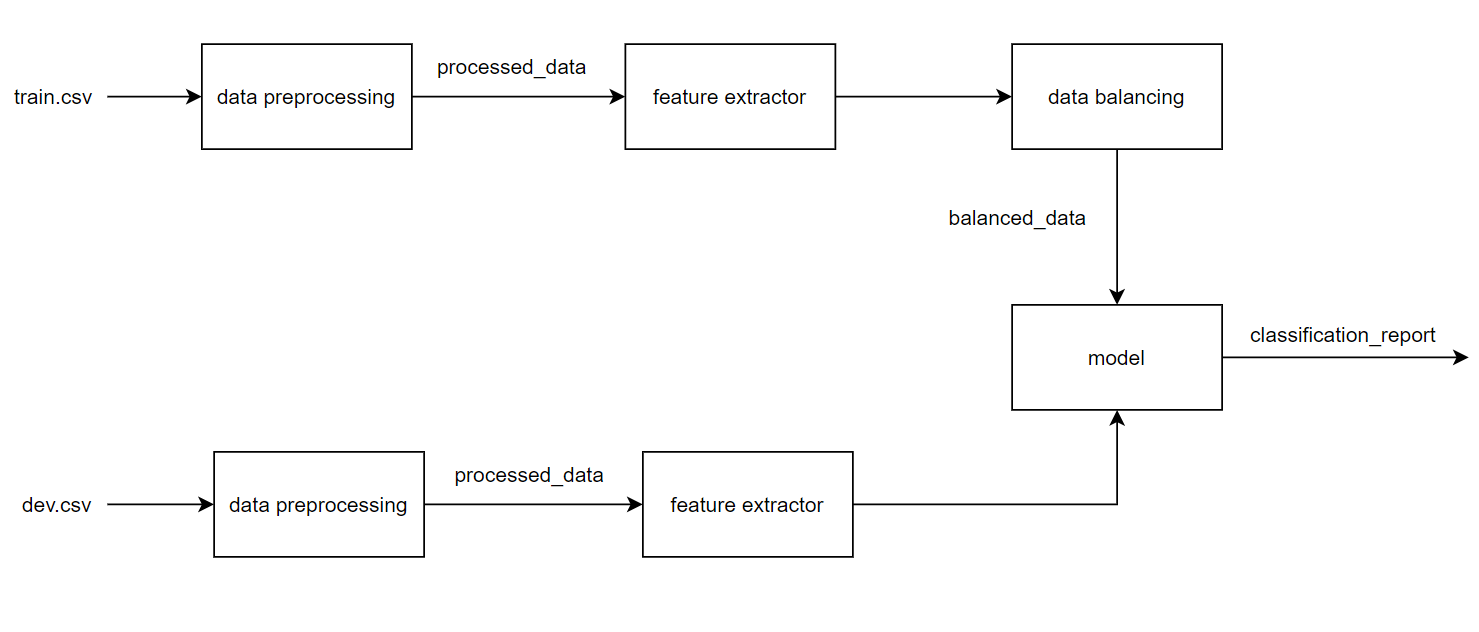 train.csv
data preprocessing
processed_data
feature extractor
data balancing
balanced_data
model
classification_report
dev.csv
data preprocessing
processed_data
feature extractor